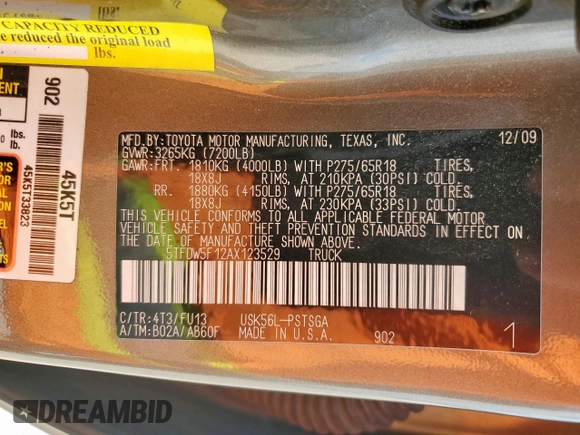 CAPACITY REDUCED
e reduced the original load
lbs.
902
45K5T
45K5T33823
MFD.BY:TOYOTA MOTOR MANUFACTURING, TEXAS, INC. 12/09
GVWR:3265KG (7200LB)
GAWR:FRT. 1810KG (4000LB) WITH P275/65R18 TIRES,
18X8J RIMS, AT 210KPA (30PSI) COLD.
RR. 1880KG (4150LB) WITH P275/65R18 TIRES,
18X8J RIMS, AT 230KPA (33PSI) COLD.
THIS VEHICLE CONFORMS TO ALL APPLICABLE FEDERAL MOTOR
VEHICLE SAFETY AND THEFT PREVENTION STANDARDS IN EFFECT ON
THE DATE OF MANUFACTURE SHOWN ABOVE.
5TFDW5F12AX123529 TRUCK
C/TR:4T3/FU13 USK56L-PSTSGA
A/TM:B02A/AB60F MADE IN U.S.A. 902 1
DREAMBID